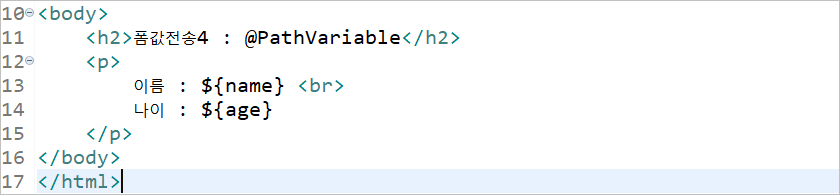 10 <body>
11 <h2>폼값전송4 : @PathVariable</h2>
12 <p>
13 이름 : ${name} <br>
14 나이 : ${age}
15 </p>
16 </body>
17 </html>